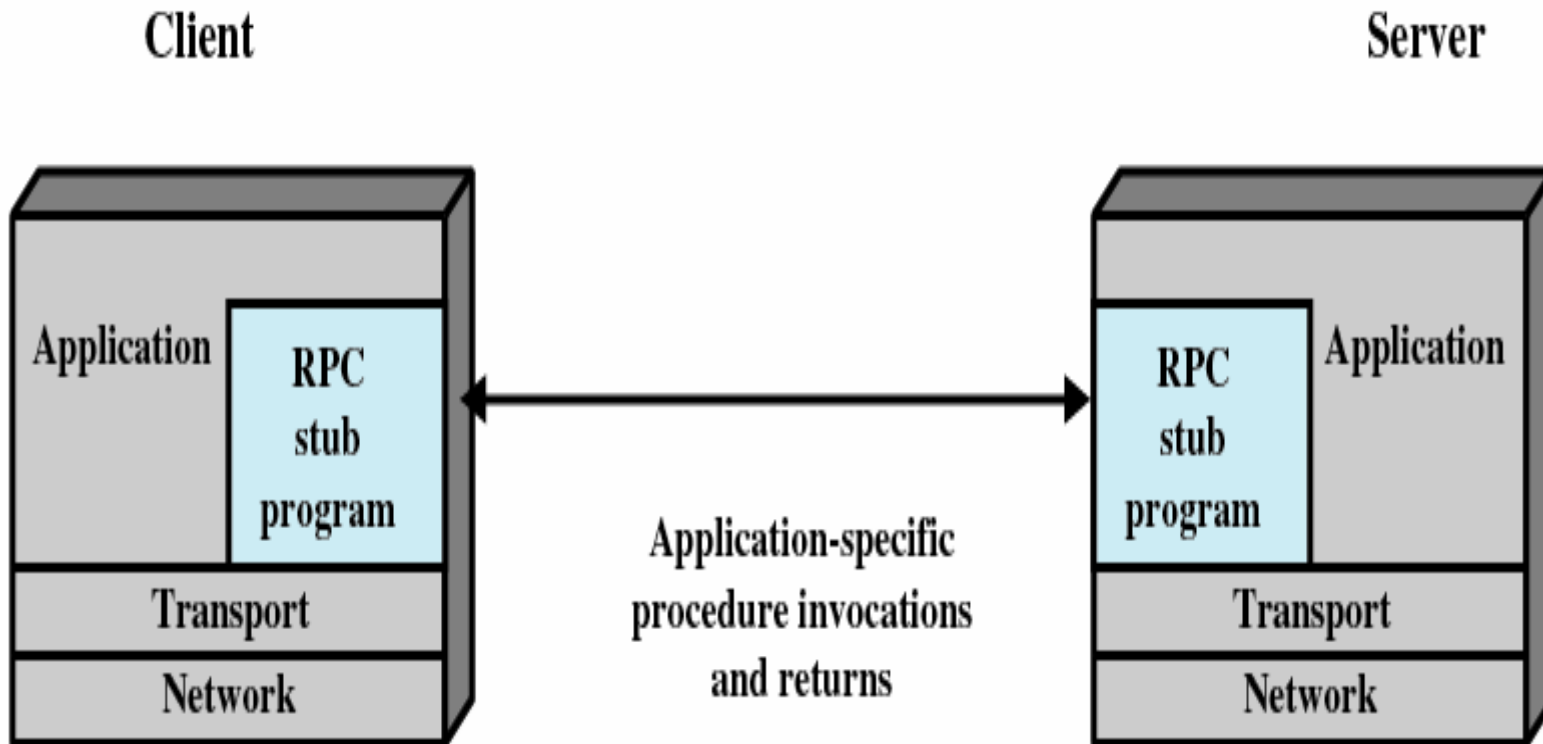 Client
Server
Application
RPC
stub
program
Transport
Network
Application-specific
procedure invocations
and returns
RPC
stub
program
Application
Transport
Network